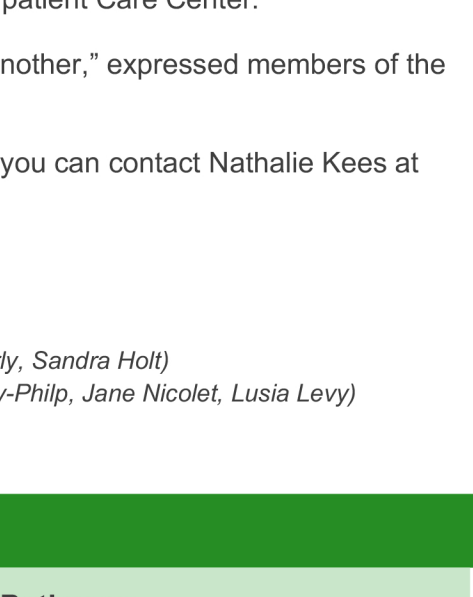 patient Care Center.
nother,” expressed members of the
you can contact Nathalie Kees at
ly, Sandra Holt)
-Philp, Jane Nicolet, Lusia Levy)